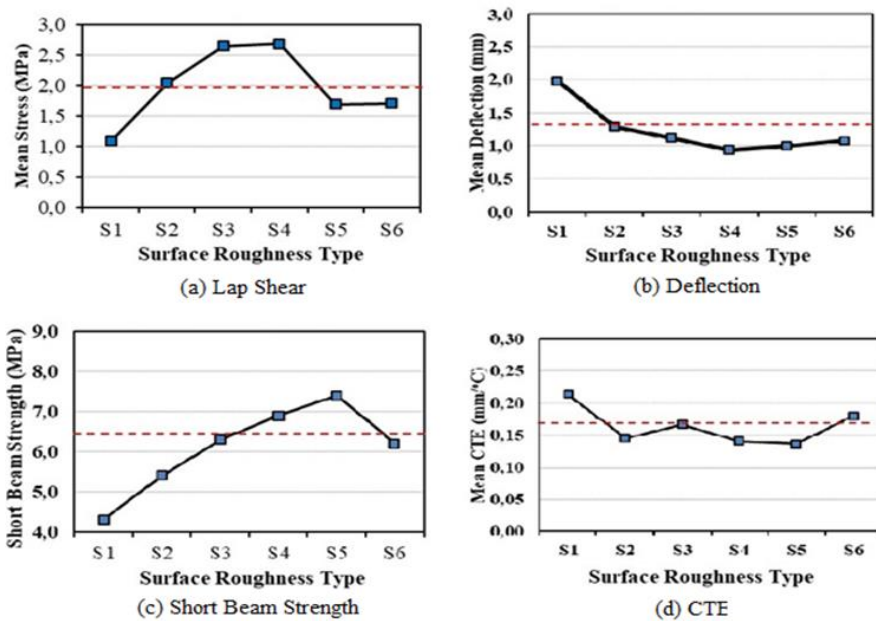 Mean Stress (MPa)
3,0
2,5
2,0
1,5
1,0
0,5
0,0
S1 S2 S3 S4 S5 S6
Surface Roughness Type
(a) Lap Shear
Mean Deflection (mm)
3,0
2,5
2,0
1,5
1,0
0,5
0,0
S1 S2 S3 S4 S5 S6
Surface Roughness Type
(b) Deflection
Short Beam Strength (MPa)
9,0
8,0
7,0
6,0
5,0
4,0
S1 S2 S3 S4 S5 S6
Surface Roughness Type
(c) Short Beam Strength
Mean CTE (mm/°C)
0,30
0,25
0,20
0,15
0,10
0,05
0,00
S1 S2 S3 S4 S5 S6
Surface Roughness Type
(d) CTE